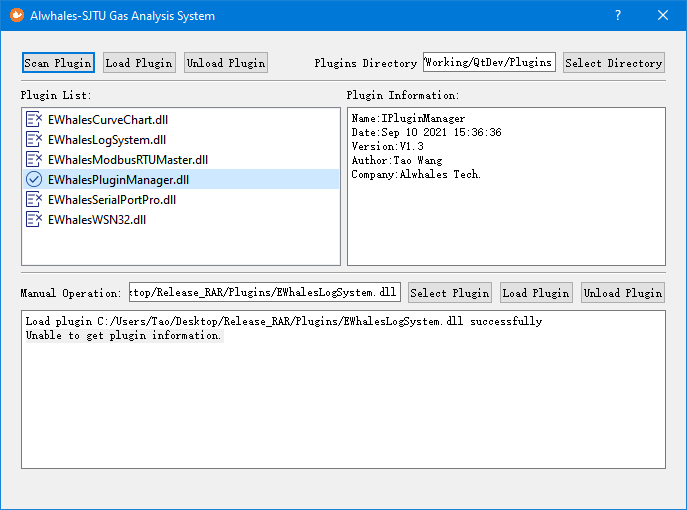 Alwhales-SJTU Gas Analysis System
Scan Plugin Load Plugin Unload Plugin Plugins Directory Working/QtDev/Plugins Select Directory
Plugin List: Plugin Information:
EWhalesCurveChart.dll
EWhalesLogSystem.dll
EWhalesModbusRTUMaster.dll
EWhalesPluginManager.dll
EWhalesSerialPortPro.dll
EWhalesWSN32.dll
Name:IPluginManager
Date:Sep 10 2021 15:36:36
Version:V1.3
Author:Tao Wang
Company:Alwhales Tech.
Manual Operation: top/Release_RAR/Plugins/EWhalesLogSystem.dll Select Plugin Load Plugin Unload Plugin
Load plugin C:/Users/Tao/Desktop/Release_RAR/Plugins/EWhalesLogSystem.dll successfully
Unable to get plugin information.